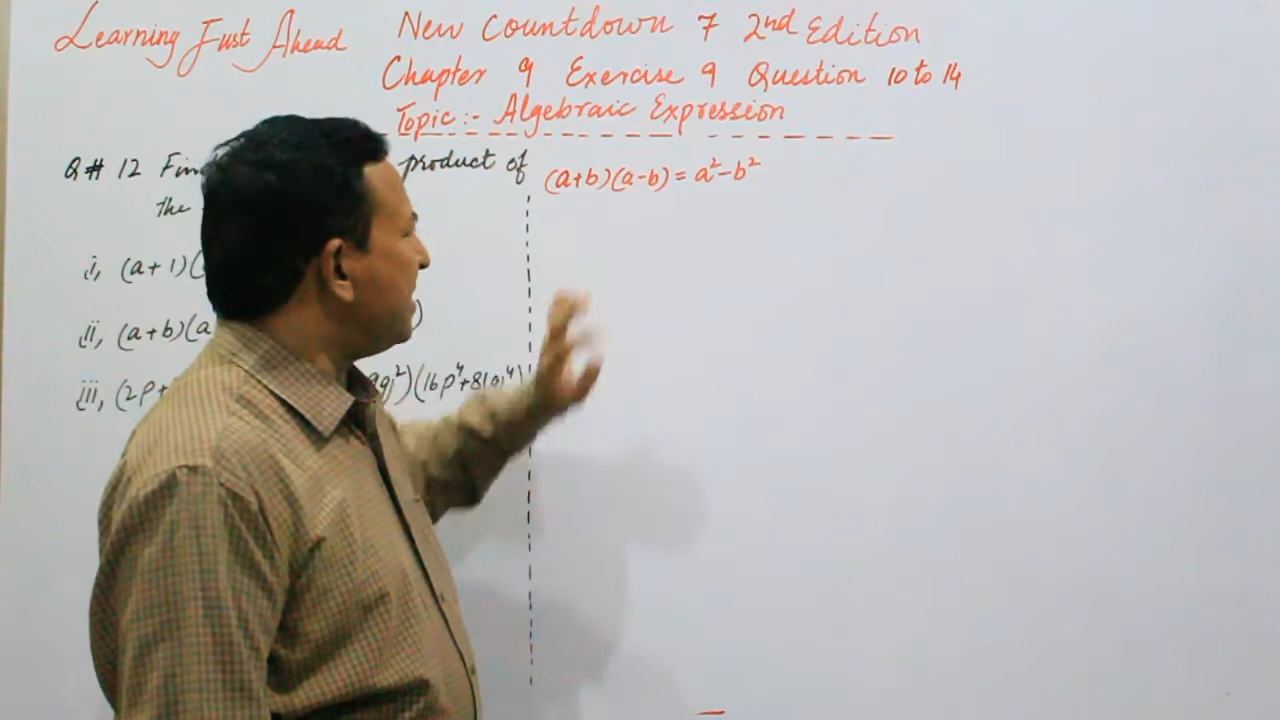 Learning Just Ahead
New Countdown 7 2nd Edition
Chapter 9 Exercise 9 Question 10 to 14
Topic:- Algebraic Expression
Q# 12 Fin product of
the
i, (a+1)(
ii, (a+b)(a )
iii, (2p+ 9q²)(16p⁴+81q⁴)
(a+b)(a-b) = a²-b²